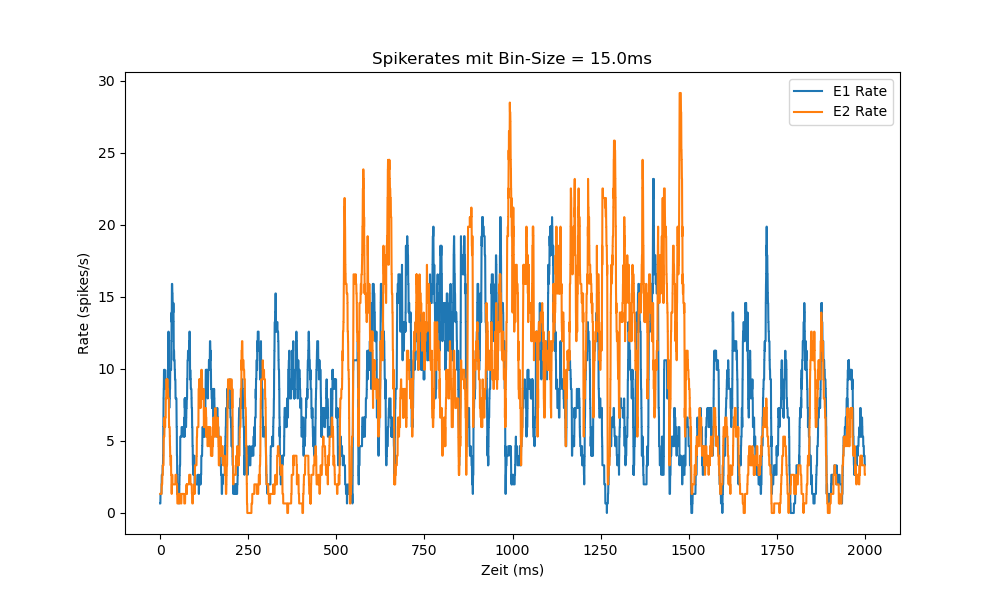 Spikerates mit Bin-Size = 15.0ms
E1 Rate
E2 Rate
30
25
20
15
10
5
0
Rate (spikes/s)
0 250 500 750 1000 1250 1500 1750 2000
Zeit (ms)